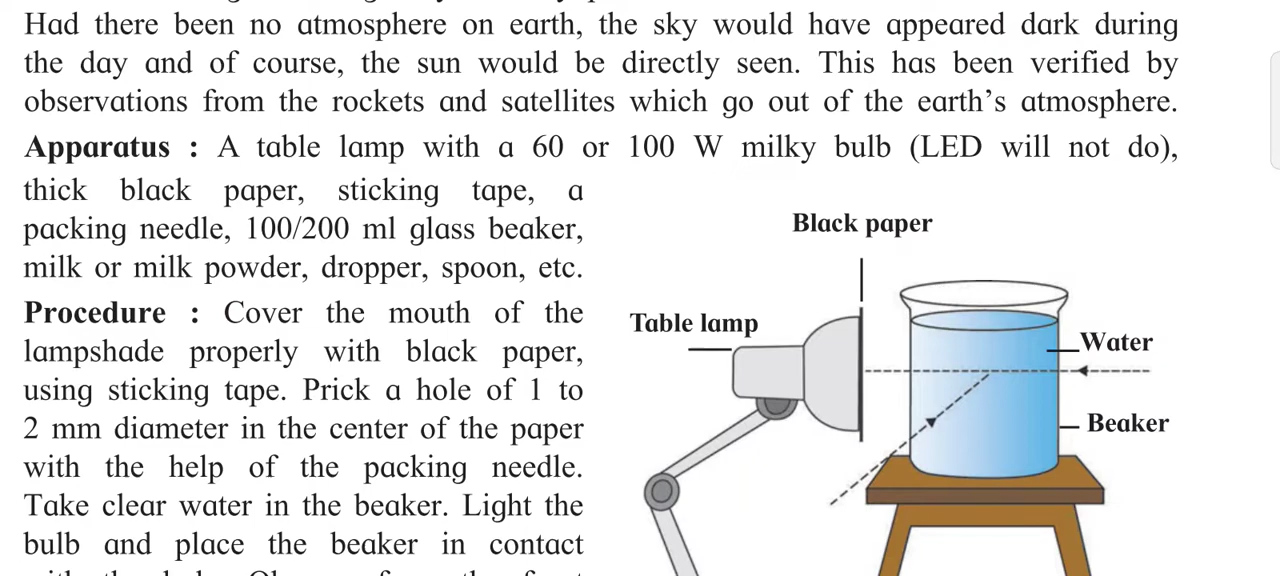 Had there been no atmosphere on earth, the sky would have appeared dark during
the day and of course, the sun would be directly seen. This has been verified by
observations from the rockets and satellites which go out of the earth's atmosphere.
Apparatus : A table lamp with a 60 or 100 W milky bulb (LED will not do),
thick black paper, sticking tape, a
packing needle, 100/200 ml glass beaker,
milk or milk powder, dropper, spoon, etc.
Procedure : Cover the mouth of the
lampshade properly with black paper,
using sticking tape. Prick a hole of 1 to
2 mm diameter in the center of the paper
with the help of the packing needle.
Take clear water in the beaker. Light the
bulb and place the beaker in contact
Black paper
Table lamp
Water
Beaker